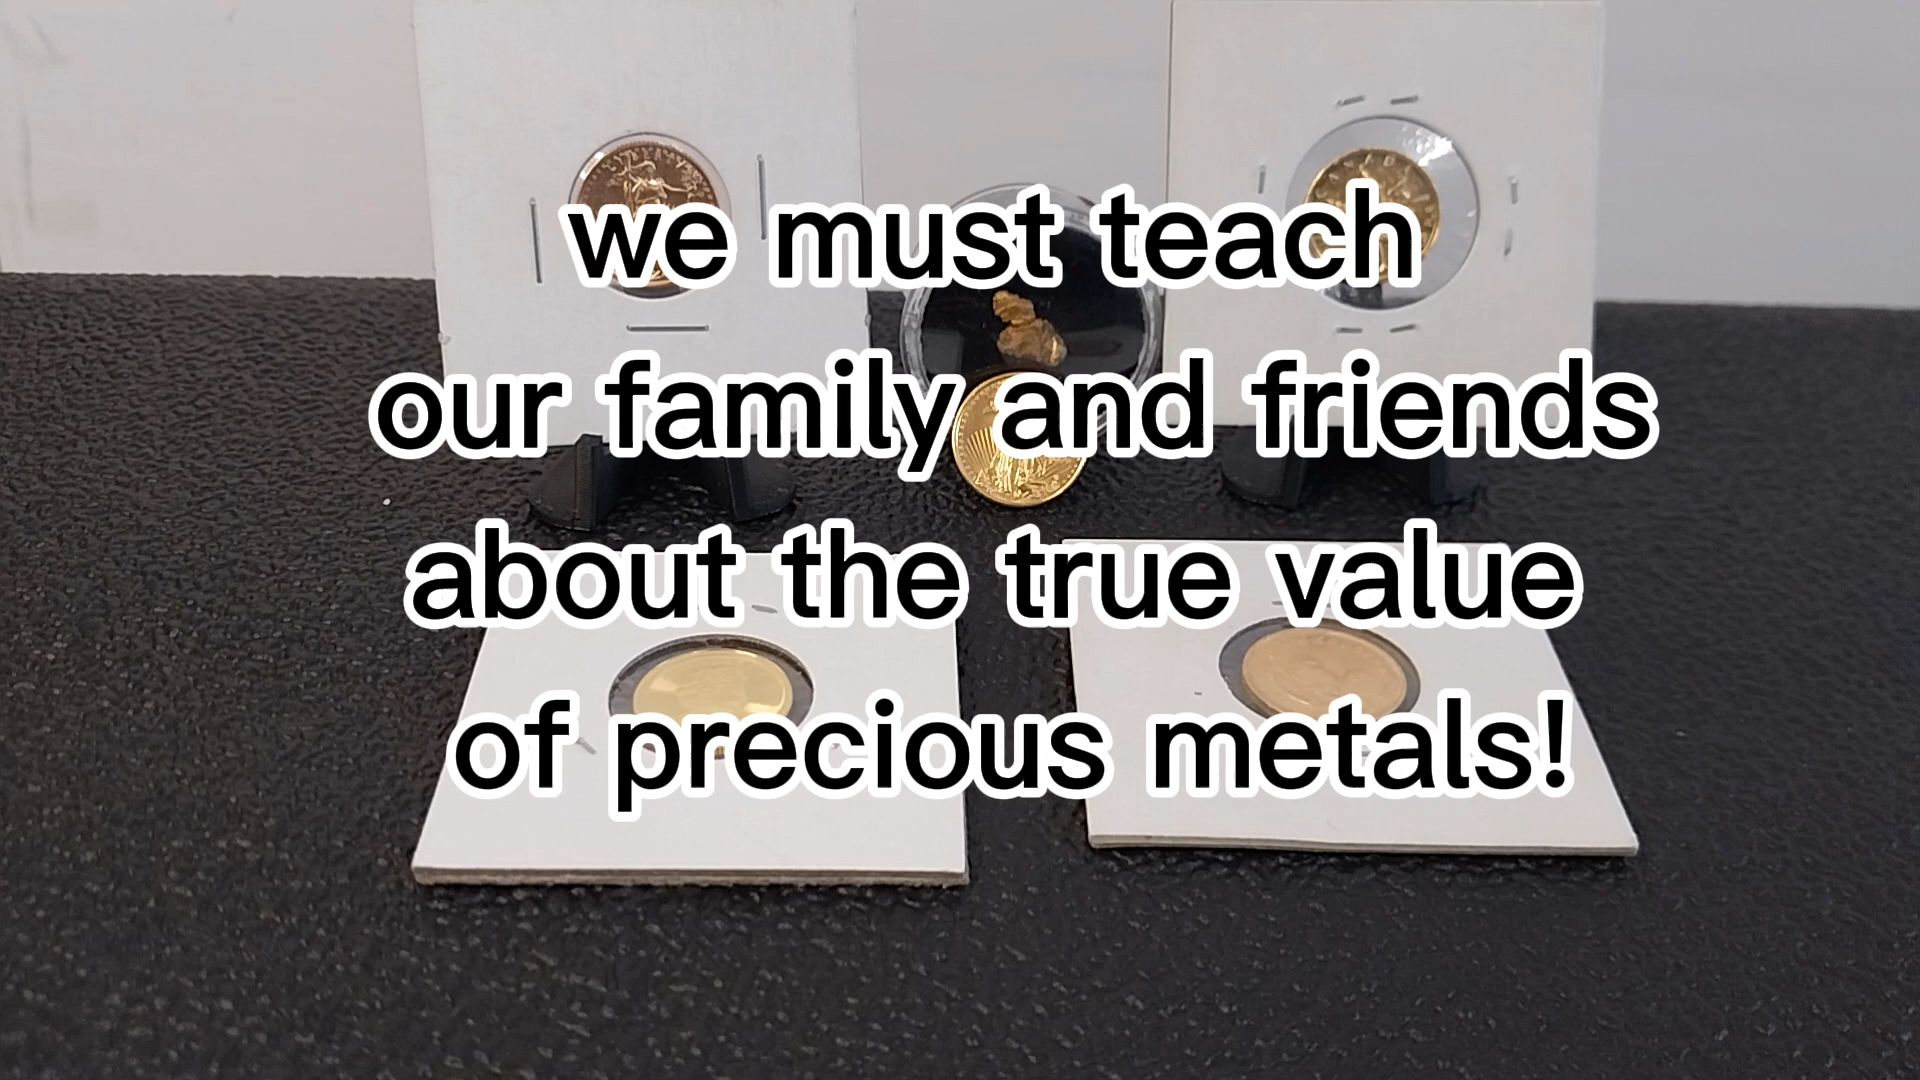 we must teach
our family and friends
about the true value
of precious metals!